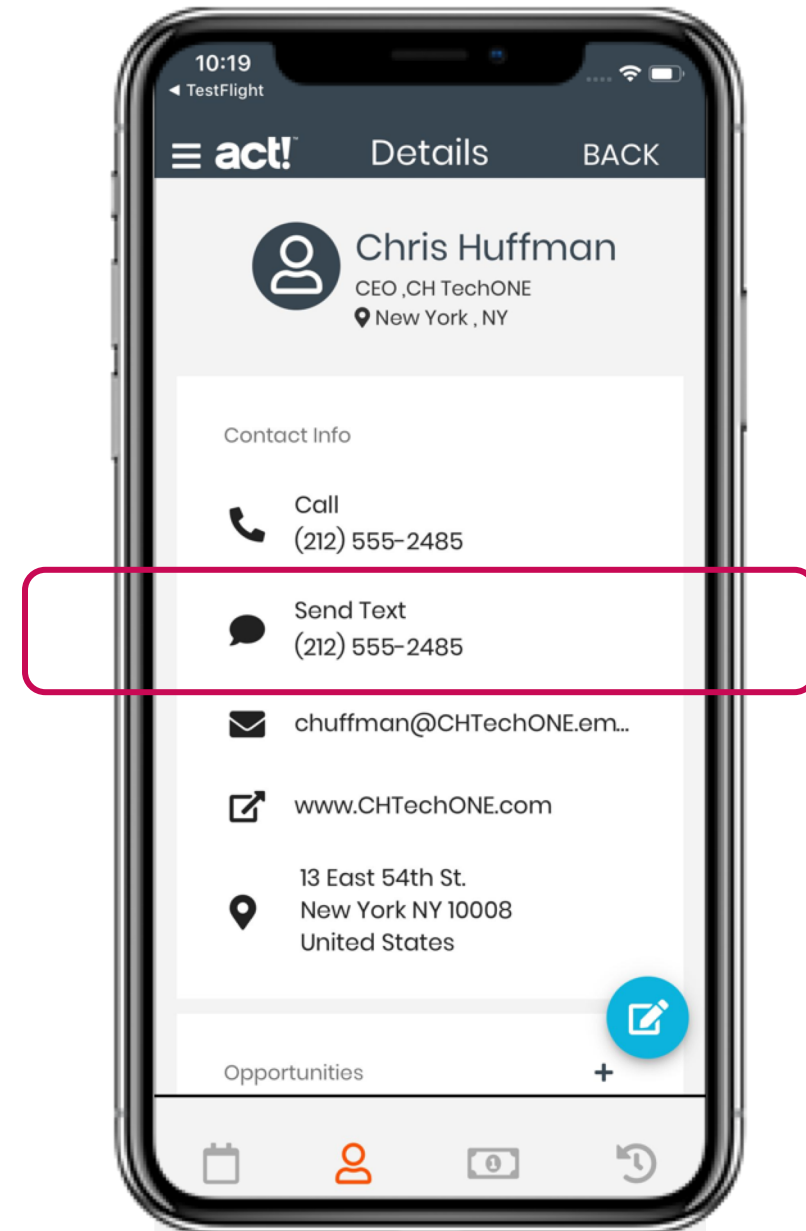 10:19
◀ TestFlight
act!™ Details BACK
Chris Huffman
CEO ,CH TechONE
New York , NY
Contact Info
Call
(212) 555-2485
Send Text
(212) 555-2485
chuffman@CHTechONE.em...
www.CHTechONE.com
13 East 54th St.
New York NY 10008
United States
Opportunities +